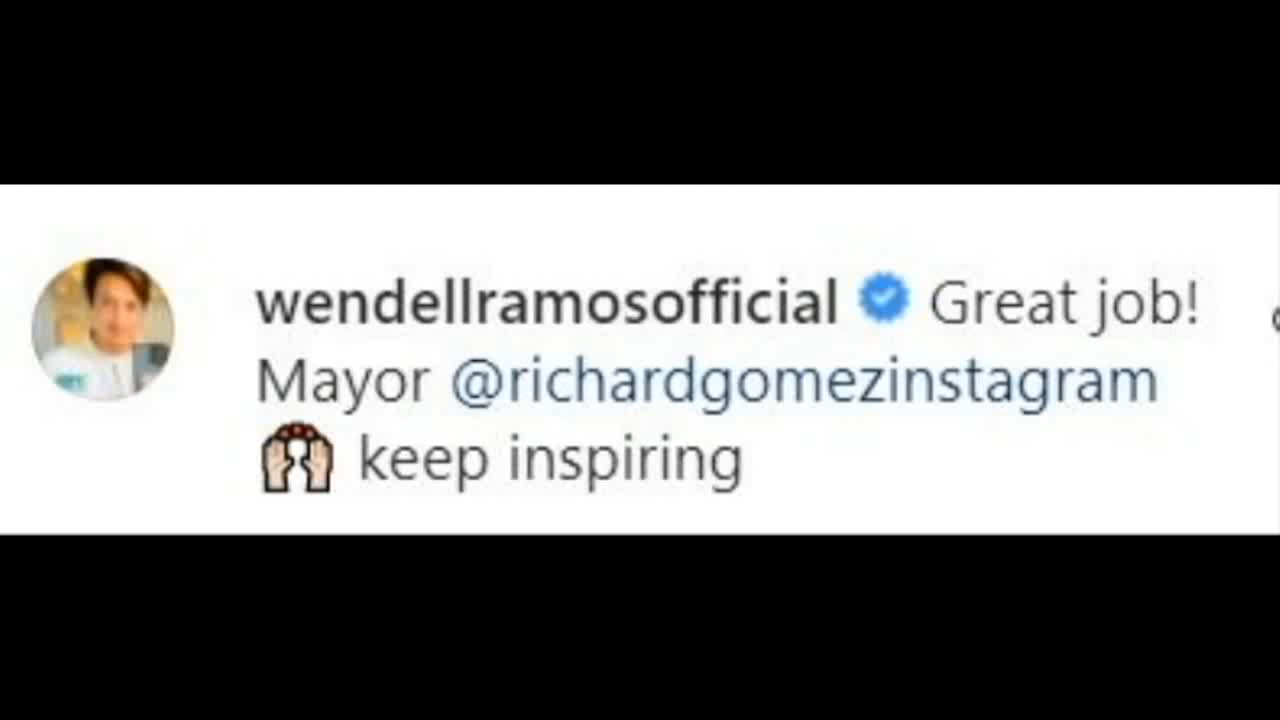 wendellramosofficial Great job!
Mayor @richardgomezinstagram
🙌🏻 keep inspiring